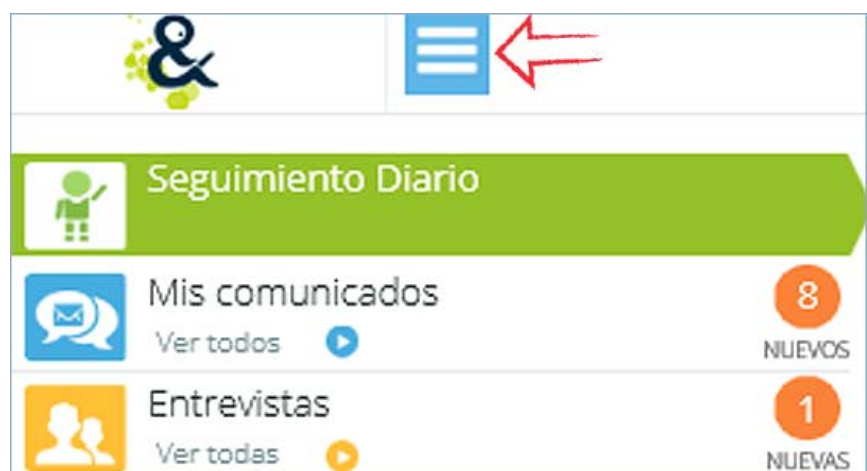 &
Seguimiento Diario
Mis comunicados
8
Ver todos
NUEVOS
Entrevistas
1
Ver todas
NUEVAS